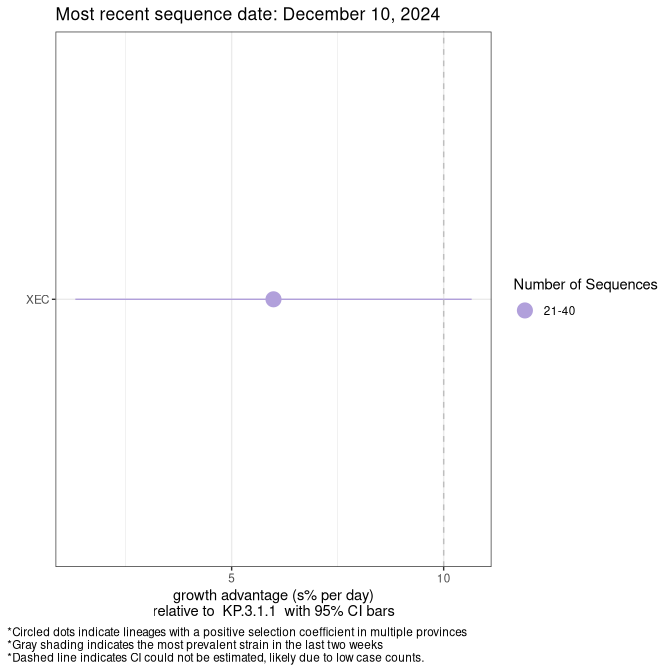 Most recent sequence date: December 10, 2024
XEC
Number of Sequences
21-40
5
10
growth advantage (s% per day)
relative to  KP.3.1.1  with 95% CI bars
*Circled dots indicate lineages with a positive selection coefficient in multiple provinces
*Gray shading indicates the most prevalent strain in the last two weeks
*Dashed line indicates CI could not be estimated, likely due to low case counts.